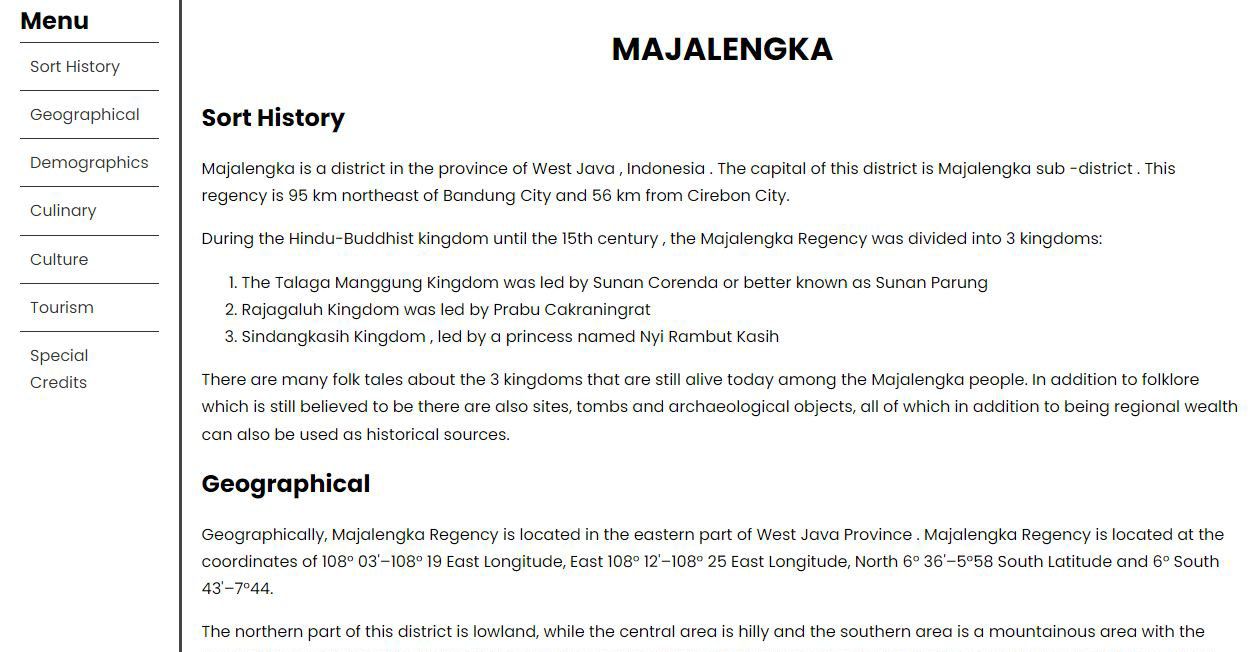 Menu
Sort History
Geographical
Demographics
Culinary
Culture
Tourism
Special
Credits
MAJALENGKA
Sort History
Majalengka is a district in the province of West Java , Indonesia . The capital of this district is Majalengka sub -district . This
regency is 95 km northeast of Bandung City and 56 km from Cirebon City.
During the Hindu-Buddhist kingdom until the 15th century , the Majalengka Regency was divided into 3 kingdoms:
1. The Talaga Manggung Kingdom was led by Sunan Corenda or better known as Sunan Parung
2. Rajagaluh Kingdom was led by Prabu Cakraningrat
3. Sindangkasih Kingdom , led by a princess named Nyi Rambut Kasih
There are many folk tales about the 3 kingdoms that are still alive today among the Majalengka people. In addition to folklore
which is still believed to be there are also sites, tombs and archaeological objects, all of which in addition to being regional wealth
can also be used as historical sources.
Geographical
Geographically, Majalengka Regency is located in the eastern part of West Java Province . Majalengka Regency is located at the
coordinates of 108° 03'–108° 19 East Longitude, East 108° 12'–108° 25 East Longitude, North 6° 36'–5°58 South Latitude and 6° South
43'–7°44.
The northern part of this district is lowland, while the central area is hilly and the southern area is a mountainous area with the